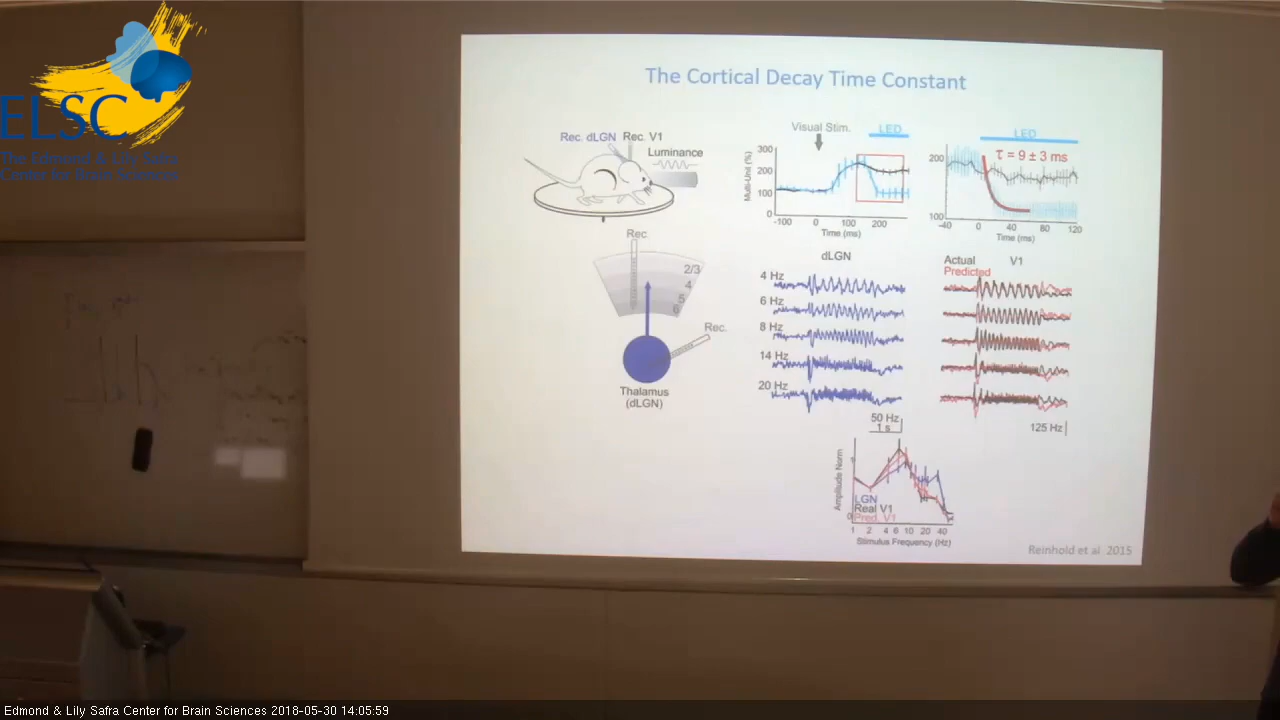 ELSC
The Edmond & Lily Safra
Center for Brain Sciences
The Cortical Decay Time Constant
Rec. dLGN Rec. V1
Luminance
Rec.
2/3
4
5
6
Rec.
Thalamus
(dLGN)
Visual Stim.
LED
Multi-Unit (%)
300
200
100
0
-100 0 100 200
Time (ms)
LED
τ = 9 ± 3 ms
200
100
-40 0 40 80 120
Time (ms)
dLGN
4 Hz
6 Hz
8 Hz
14 Hz
20 Hz
50 Hz
1 s
Actual V1
Predicted
125 Hz
Amplitude Norm
LGN
Real V1
Pred. V1
0
1 2 4 6 10 20 40
Stimulus Frequency (Hz)
Reinhold et al 2015
Edmond & Lily Safra Center for Brain Sciences 2018-05-30 14:05:59